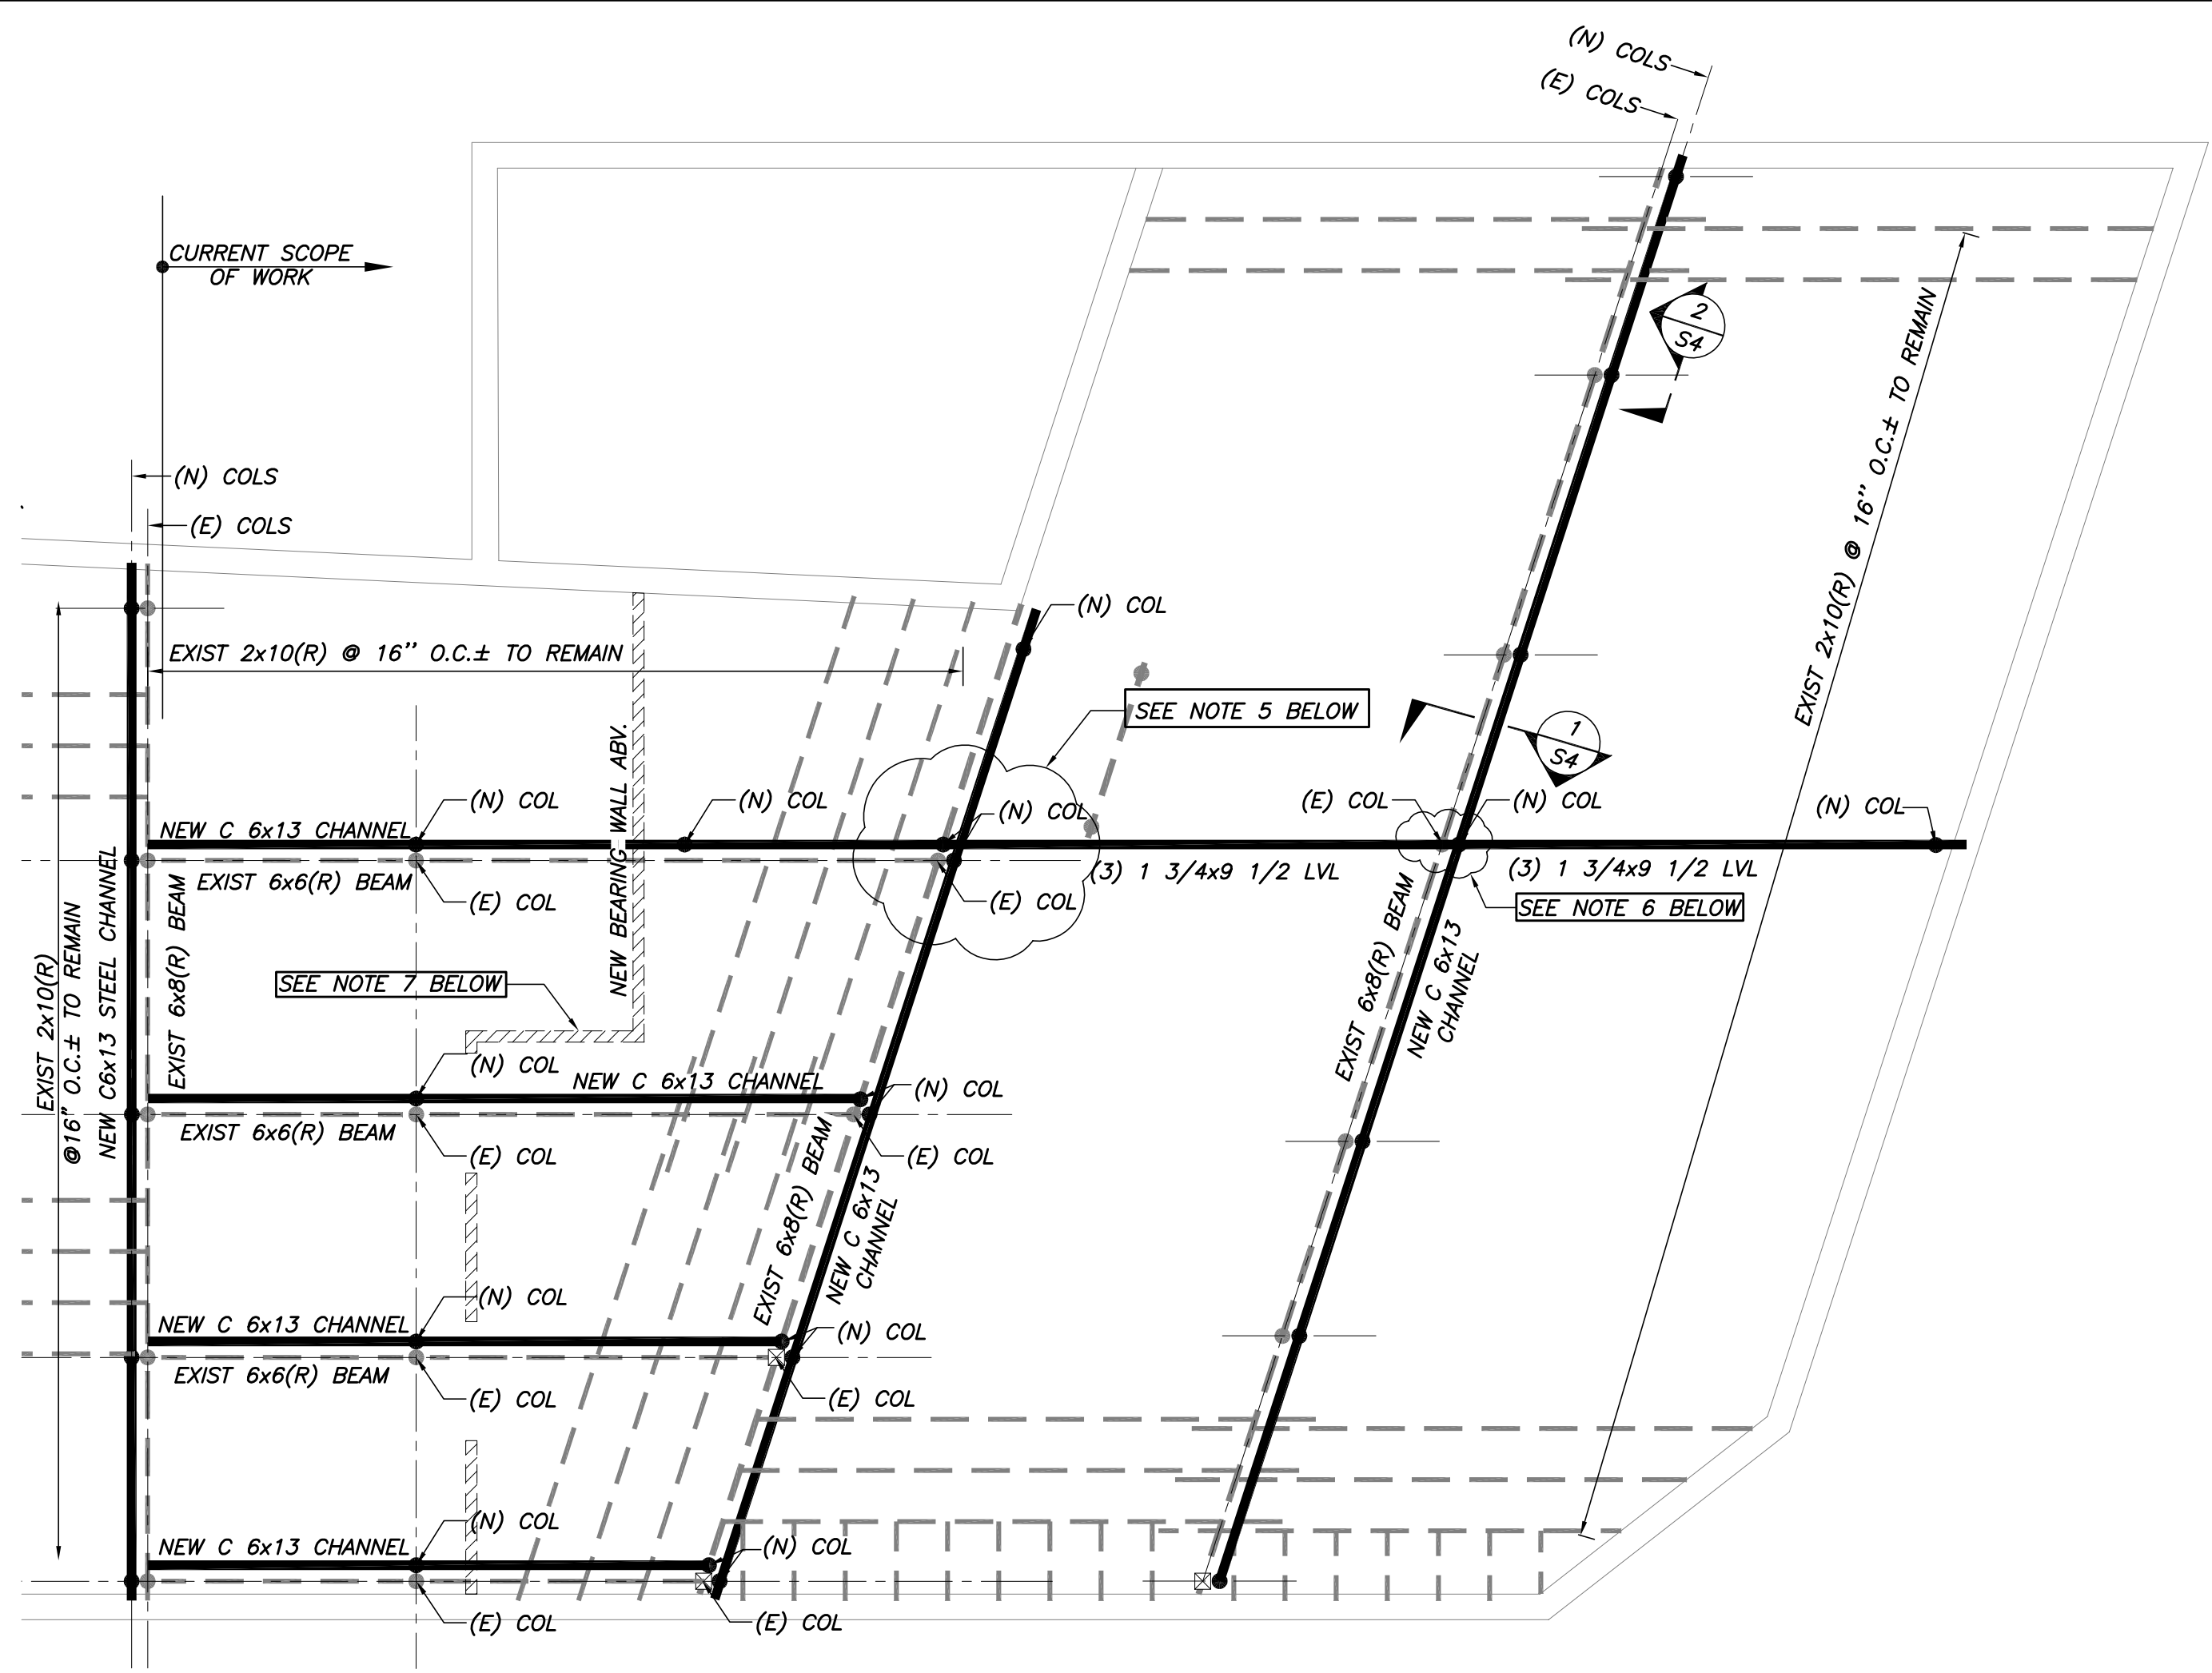 (N) COLS
(E) COLS
CURRENT SCOPE
OF WORK
2
S4
EXIST 2x10(R) @ 16'' O.C.± TO REMAIN
(N) COLS
(E) COLS
(N) COL
EXIST 2x10(R) @ 16'' O.C.± TO REMAIN
SEE NOTE 5 BELOW
1
S4
NEW BEARING WALL ABV.
(N) COL
(N) COL
(N) COL
(E) COL
(N) COL
(N) COL
NEW C 6x13 CHANNEL
EXIST 6x6(R) BEAM
(E) COL
(E) COL
(3) 1 3/4x9 1/2 LVL
(3) 1 3/4x9 1/2 LVL
SEE NOTE 6 BELOW
EXIST 2x10(R)
@16'' O.C.± TO REMAIN
NEW C6x13 STEEL CHANNEL
EXIST 6x8(R) BEAM
SEE NOTE 7 BELOW
EXIST 6x8(R) BEAM
NEW C 6x13
CHANNEL
(N) COL
NEW C 6x13 CHANNEL
(N) COL
EXIST 6x6(R) BEAM
(E) COL
(E) COL
EXIST 6x8(R) BEAM
NEW C 6x13
CHANNEL
(N) COL
NEW C 6x13 CHANNEL
(N) COL
EXIST 6x6(R) BEAM
(E) COL
(E) COL
(N) COL
NEW C 6x13 CHANNEL
(N) COL
(E) COL
(E) COL